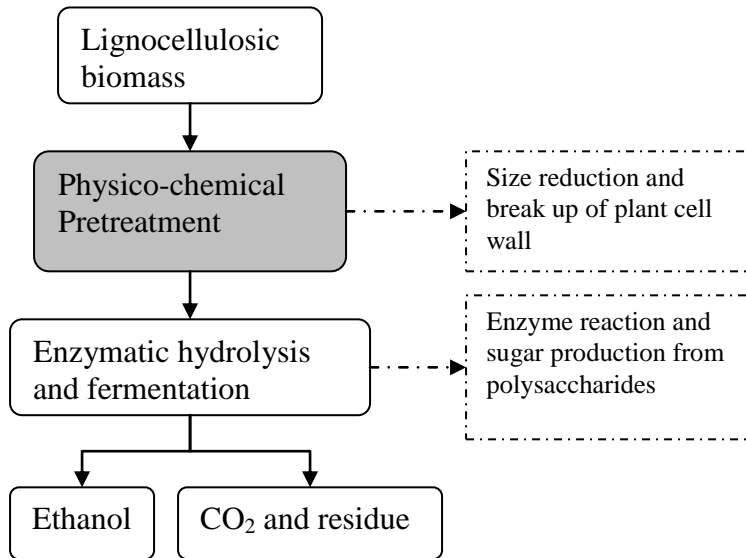 Lignocellulosic
biomass
Physico-chemical
Pretreatment
Size reduction and
break up of plant cell
wall
Enzymatic hydrolysis
and fermentation
Enzyme reaction and
sugar production from
polysaccharides
Ethanol
CO₂ and residue